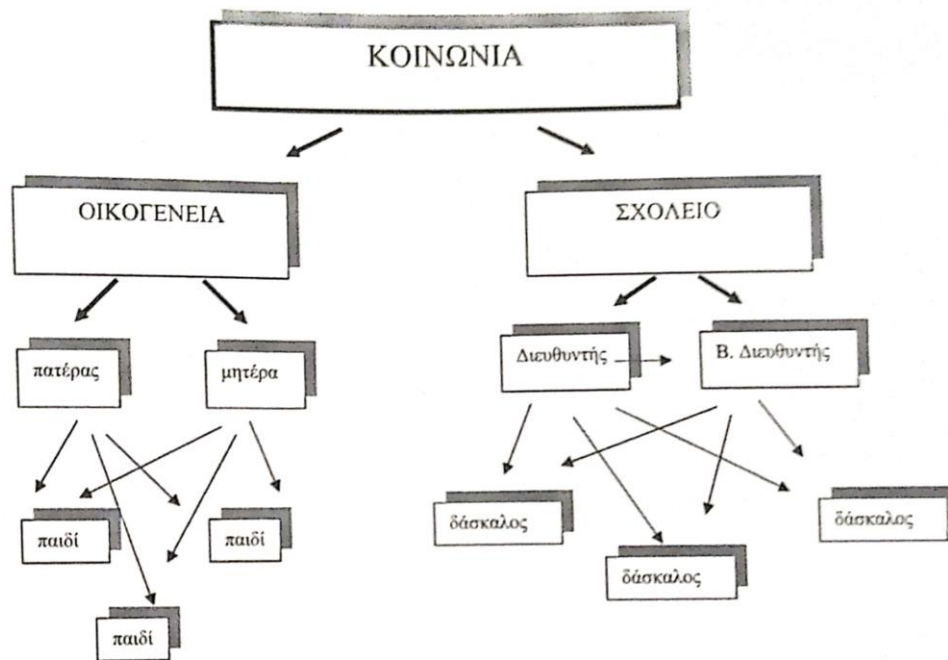 ΚΟΙΝΩΝΙΑ
ΟΙΚΟΓΕΝΕΙΑ
ΣΧΟΛΕΙΟ
πατέρας
μητέρα
Διευθυντής
Β. Διευθυντής
παιδί
παιδί
παιδί
δάσκαλος
δάσκαλος
δάσκαλος